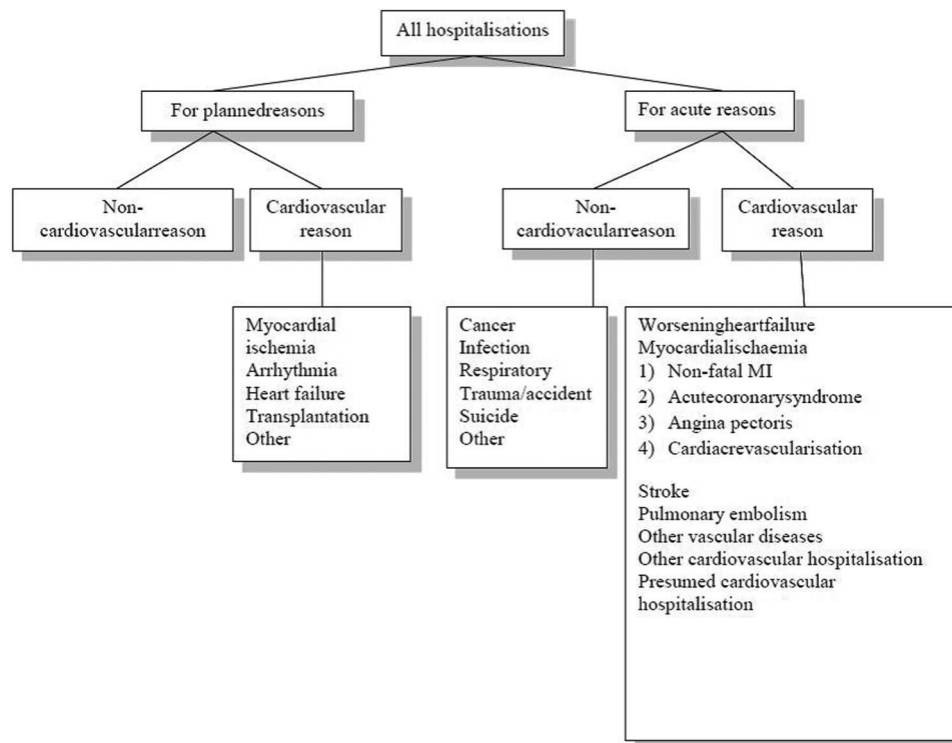 All hospitalisations
For plannedreasons
For acute reasons
Non-
cardiovascularreason
Cardiovascular
reason
Non-
cardiovacularreason
Cardiovascular
reason
Myocardial
ischemia
Arrhythmia
Heart failure
Transplantation
Other
Cancer
Infection
Respiratory
Trauma/accident
Suicide
Other
Worseningheartfailure
Myocardialischaemia
1) Non-fatal MI
2) Acutecoronarysyndrome
3) Angina pectoris
4) Cardiacrevascularisation
Stroke
Pulmonary embolism
Other vascular diseases
Other cardiovascular hospitalisation
Presumed cardiovascular
hospitalisation